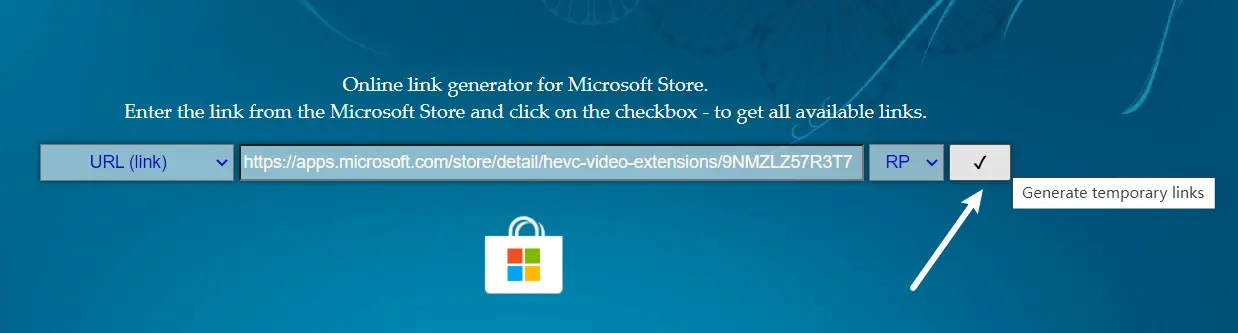 Online link generator for Microsoft Store.
Enter the link from the Microsoft Store and click on the checkbox - to get all available links.
URL (link) https://apps.microsoft.com/store/detail/hevc-video-extensions/9NMZLZ57R3T7 RP ✓
Generate temporary links